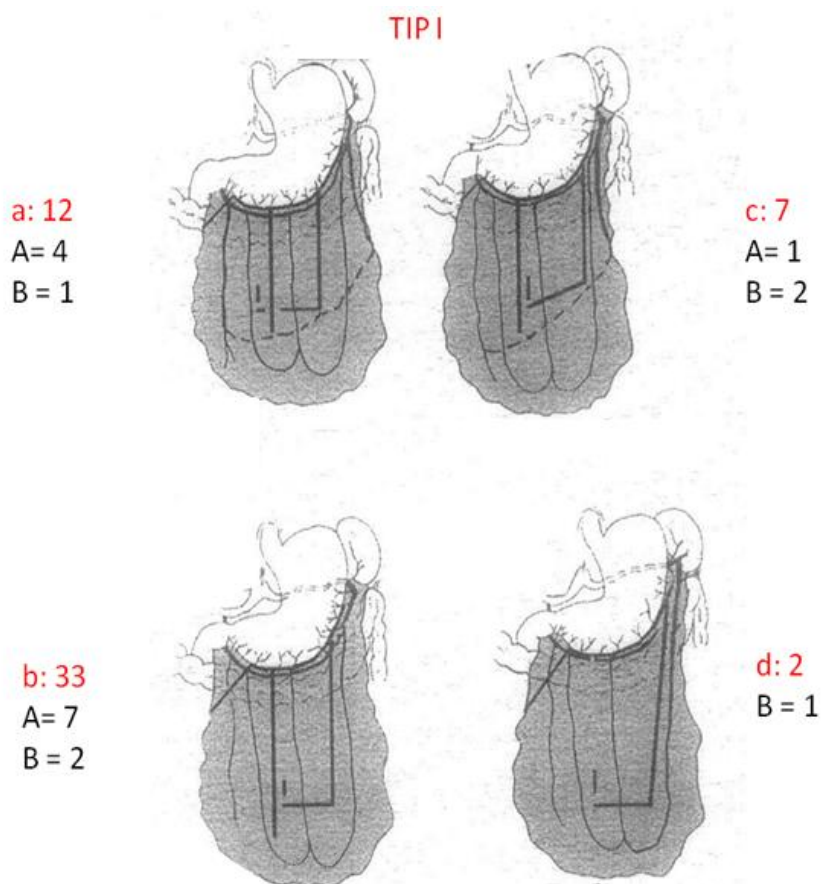 TIP I
a: 12
A= 4
B = 1
c: 7
A= 1
B = 2
b: 33
A= 7
B = 2
d: 2
B = 1